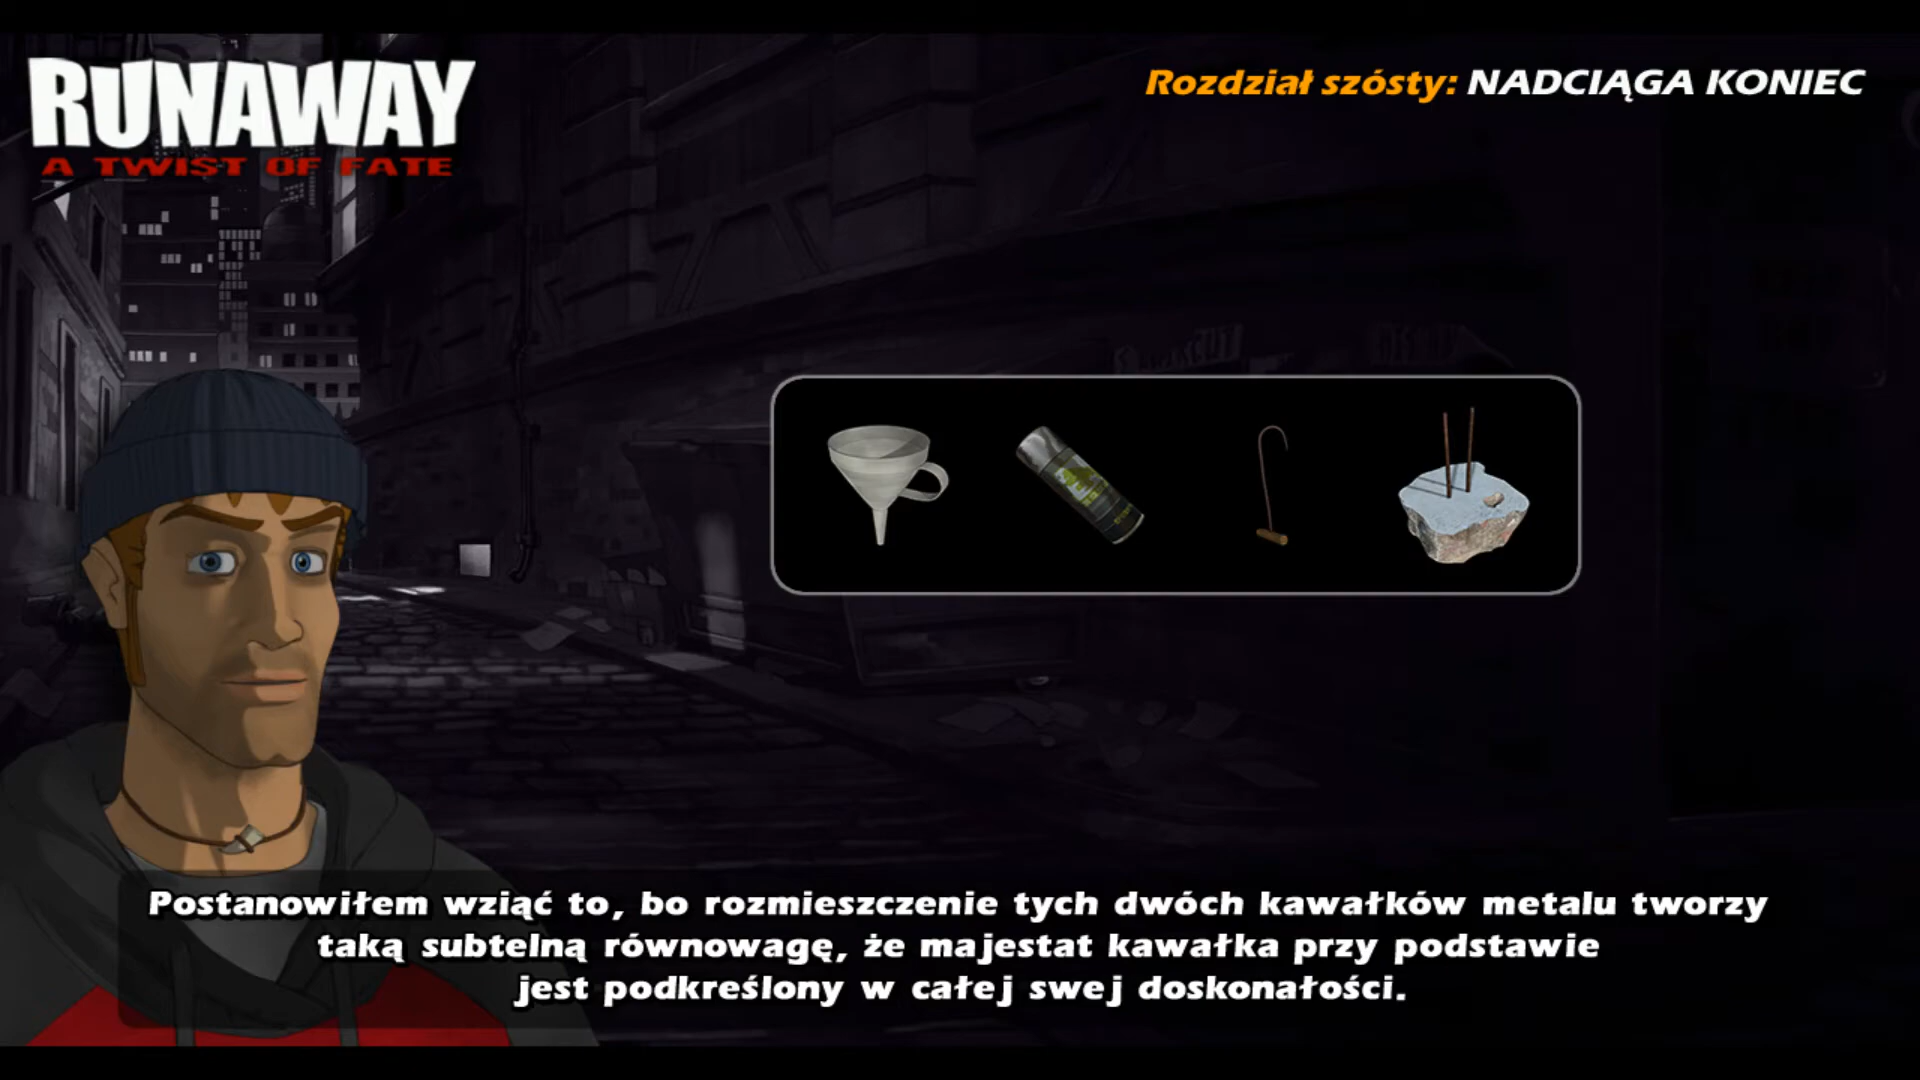 RUNAWAY
A TWIST OF FATE
Rozdział szósty: NADCIĄGA KONIEC
Postanowiłem wziąć to, bo rozmieszczenie tych dwóch kawałków metalu tworzy
taką subtelną równowagę, że majestat kawałka przy podstawie
jest podkreślony w całej swej doskonałości.